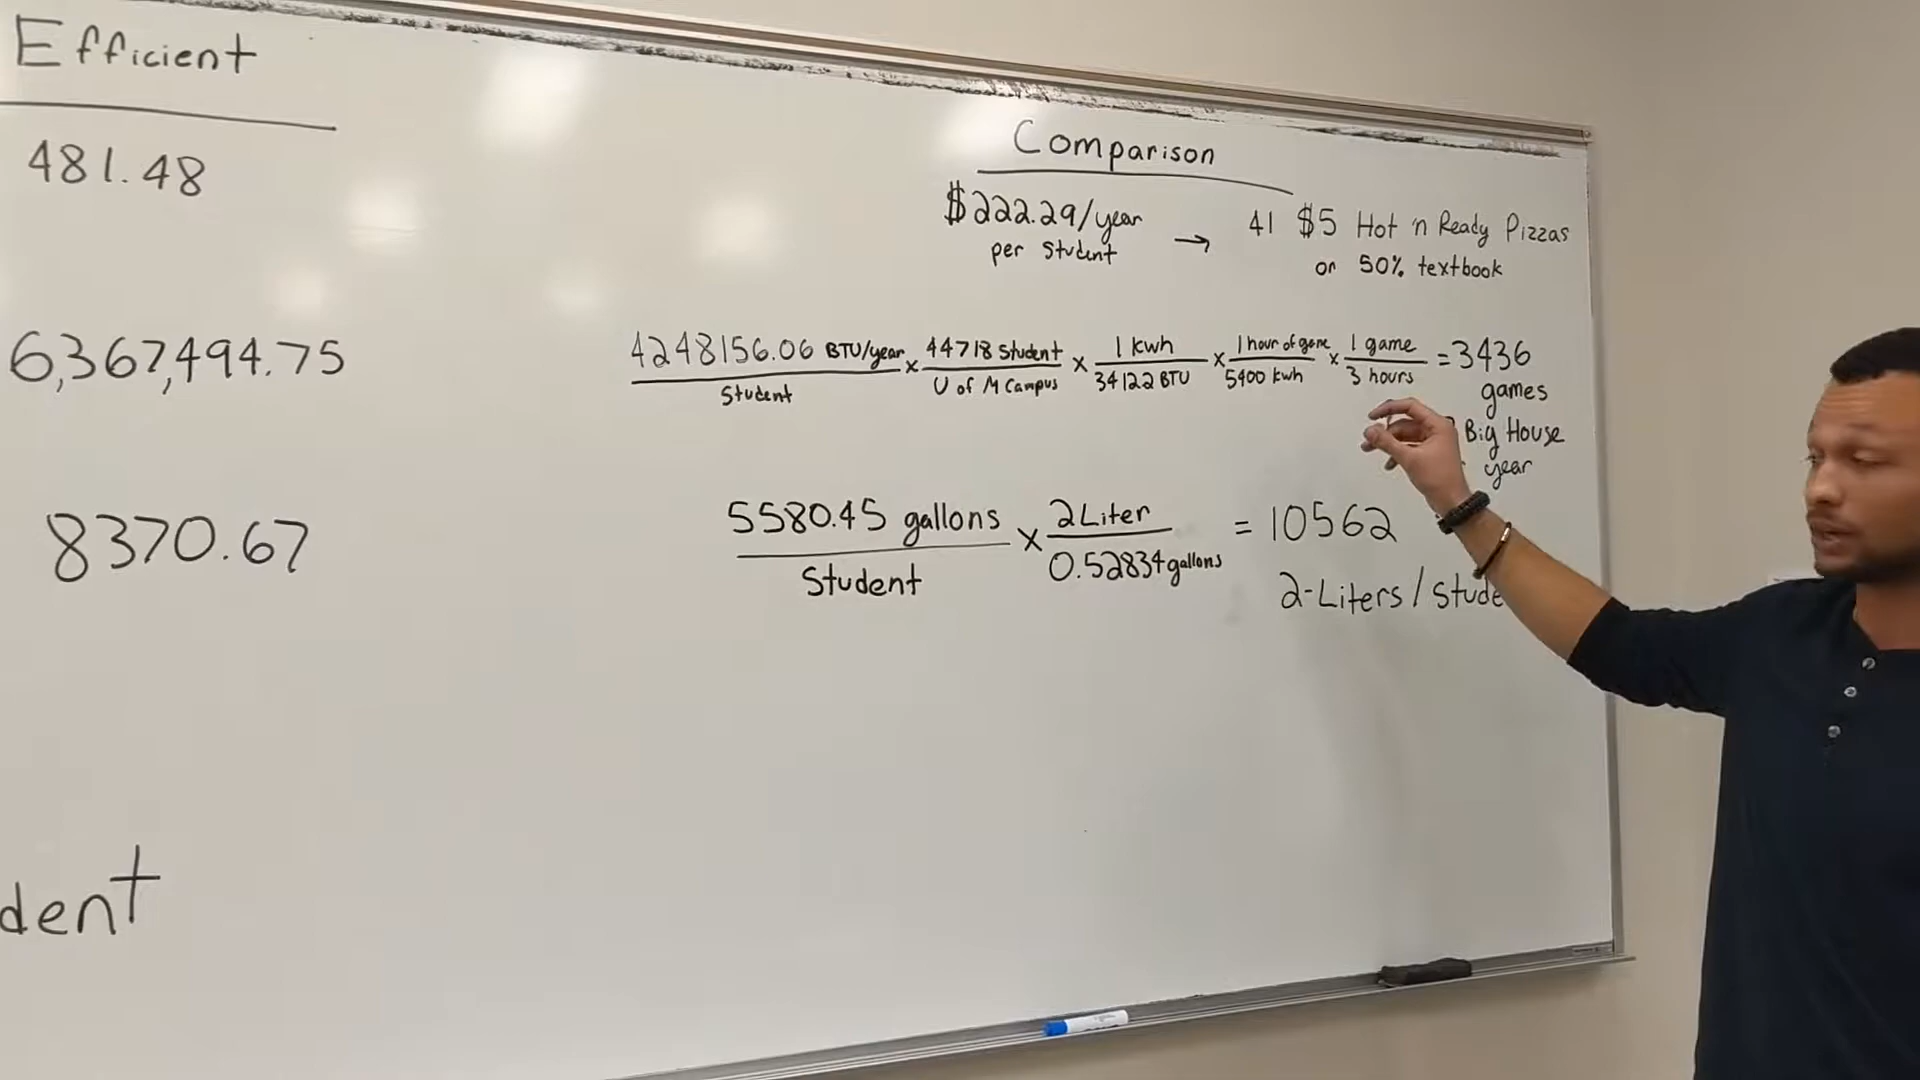 Efficient
481.48
6,367,494.75
8370.67
dent
Comparison
$222.29/year
per Student
→ 41 $5 Hot 'n Ready Pizzas
or 50% textbook
4248156.06 BTU/year × 44718 Student × 1 kwh × 1 hour of game × 1 game = 3436
Student U of M Campus 34122 BTU 5400 kwh 3 hours
games
Big House
year
5580.45 gallons × 2 Liter = 10562
Student 0.52834 gallons
2-Liters / Stude